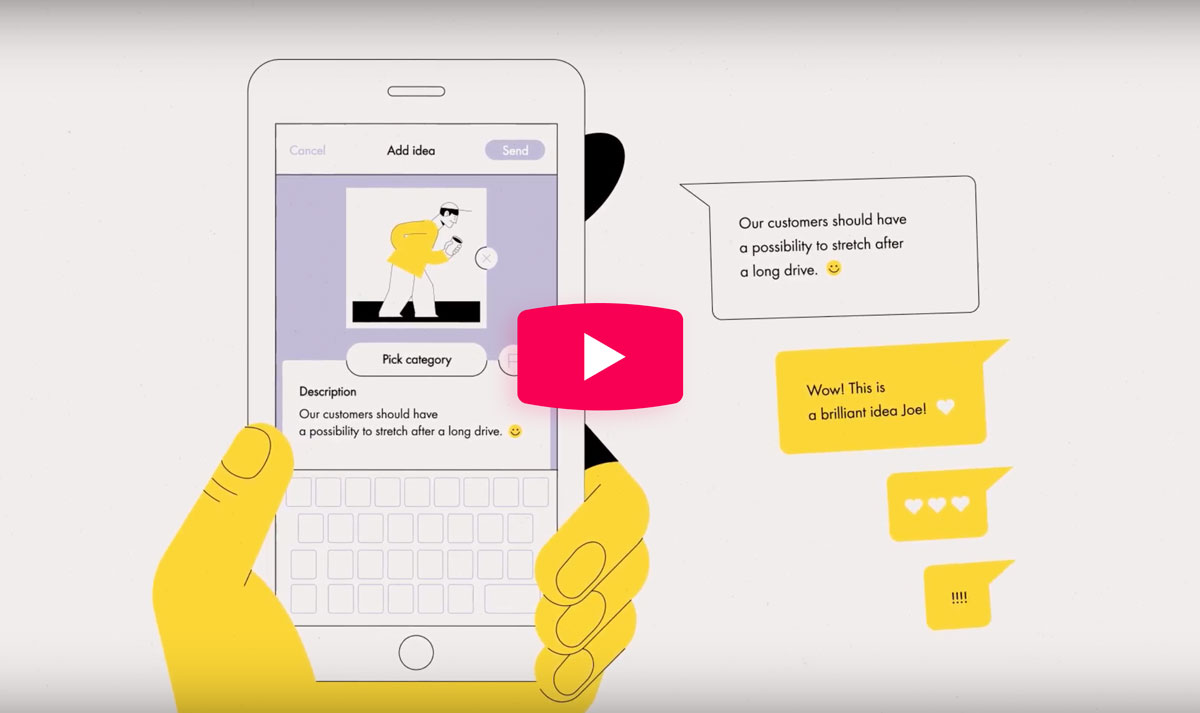 Cancel
Add idea
Send
Pick category
Description
Our customers should have
a possibility to stretch after a long drive. 🙂
Our customers should have
a possibility to stretch after
a long drive. 🙂
Wow! This is
a brilliant idea Joe! 🤍
🤍🤍🤍
!!!!